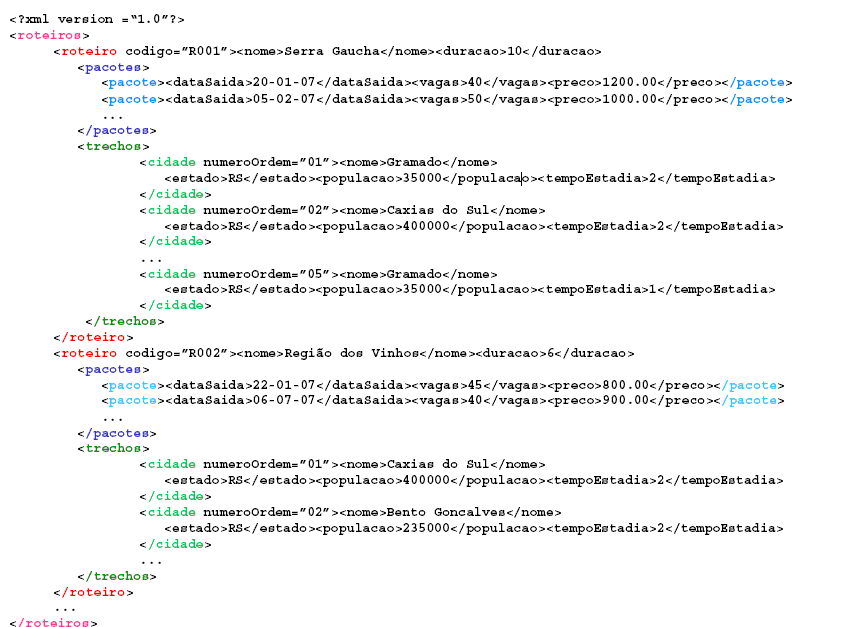 <?xml version =“1.0”?>
<roteiros>
<roteiro codigo=”R001”><nome>Serra Gaucha</nome><duracao>10</duracao>
<pacotes>
<pacote><dataSaida>20-01-07</dataSaida><vagas>40</vagas><preco>1200.00</preco></pacote>
<pacote><dataSaida>05-02-07</dataSaida><vagas>50</vagas><preco>1000.00</preco></pacote>
...
</pacotes>
<trechos>
<cidade numeroOrdem=”01”><nome>Gramado</nome>
<estado>RS</estado><populacao>35000</populacao><tempoEstadia>2</tempoEstadia>
</cidade>
<cidade numeroOrdem=”02”><nome>Caxias do Sul</nome>
<estado>RS</estado><populacao>400000</populacao><tempoEstadia>2</tempoEstadia>
</cidade>
...
<cidade numeroOrdem=”05”><nome>Gramado</nome>
<estado>RS</estado><populacao>35000</populacao><tempoEstadia>1</tempoEstadia>
</cidade>
</trechos>
</roteiro>
<roteiro codigo=”R002”><nome>Região dos Vinhos</nome><duracao>6</duracao>
<pacotes>
<pacote><dataSaida>22-01-07</dataSaida><vagas>45</vagas><preco>800.00</preco></pacote>
<pacote><dataSaida>06-07-07</dataSaida><vagas>40</vagas><preco>900.00</preco></pacote>
...
</pacotes>
<trechos>
<cidade numeroOrdem=”01”><nome>Caxias do Sul</nome>
<estado>RS</estado><populacao>400000</populacao><tempoEstadia>2</tempoEstadia>
</cidade>
<cidade numeroOrdem=”02”><nome>Bento Goncalves</nome>
<estado>RS</estado><populacao>235000</populacao><tempoEstadia>2</tempoEstadia>
</cidade>
...
</trechos>
</roteiro>
...
</roteiros>